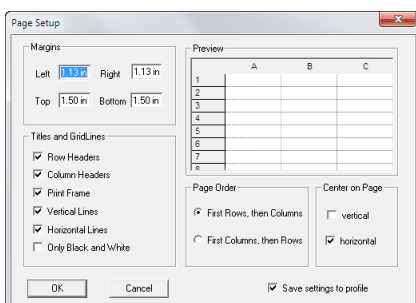 Page Setup
Margins
Left 1.13 in Right 1.13 in
Top 1.50 in Bottom 1.50 in
Titles and GridLines
Row Headers
Column Headers
Print Frame
Vertical Lines
Horizontal Lines
Only Black and White
Preview
A B C
1
2
3
4
5
6
7
8
Page Order
First Rows, then Columns
First Columns, then Rows
Center on Page
vertical
horizontal
OK Cancel Save settings to profile